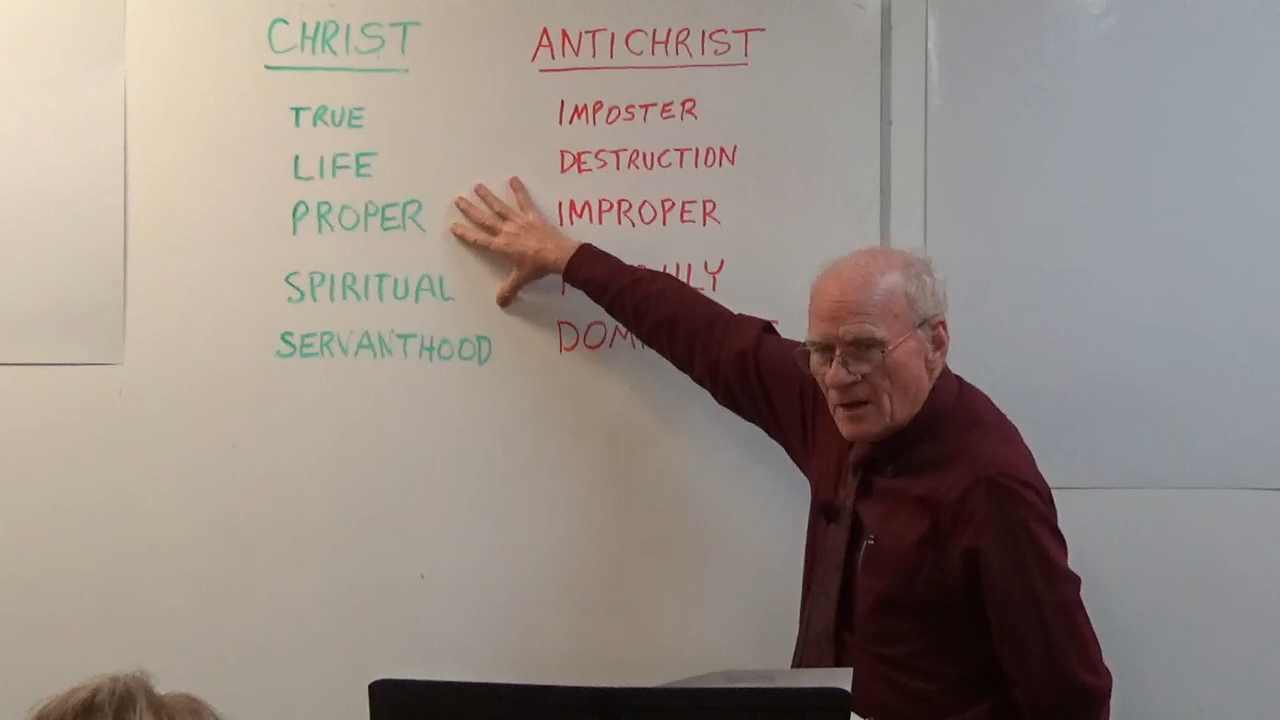 CHRIST ANTICHRIST
TRUE IMPOSTER
LIFE DESTRUCTION
PROPER IMPROPER
SPIRITUAL
SERVANTHOOD